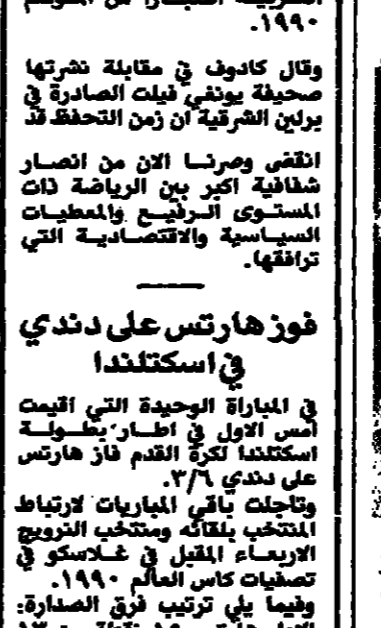 ١٩٩٠.
وقال كادوف في مقابلة نشرتها
صحيفة يونغي فيلت الصادرة في
برلين الشرقية ان زمن التحفظ قد
انقضى وصرنا الان من انصار
شفافية اكبر بين الرياضة ذات
المستوى الرفيع والمعطيات
السياسية والاقتصادية التي
ترافقها.
فوز هارتس على دندي
في اسكتلندا
في المباراة الوحيدة التي اقيمت
امس الاول في اطار بطولة
اسكتلندا لكرة القدم فاز هارتس
على دندي ٣/٦.
وتاجلت باقي المباريات لارتباط
المنتخب بلقائه ومنتخب النرويج
الاربعاء المقبل في غلاسكو في
تصفيات كاس العالم ١٩٩٠.
وفيما يلي ترتيب فرق الصدارة: